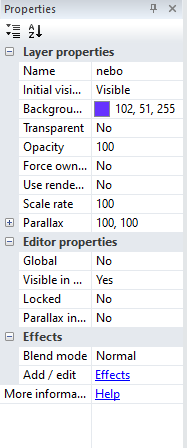 Properties
Layer properties
Name nebo
Initial visi... Visible
Backgrou... 102, 51, 255
Transparent No
Opacity 100
Force own... No
Use rende... No
Scale rate 100
Parallax 100, 100
Editor properties
Global No
Visible in ... Yes
Locked No
Parallax in... No
Effects
Blend mode Normal
Add / edit Effects
More informa... Help